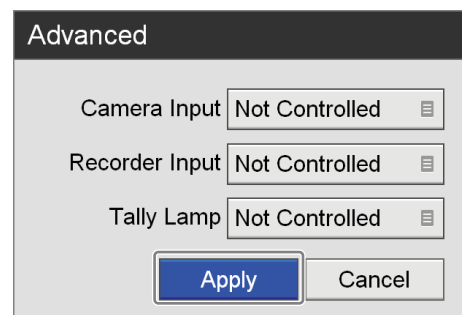 Advanced
Camera Input Not Controlled
Recorder Input Not Controlled
Tally Lamp Not Controlled
Apply Cancel